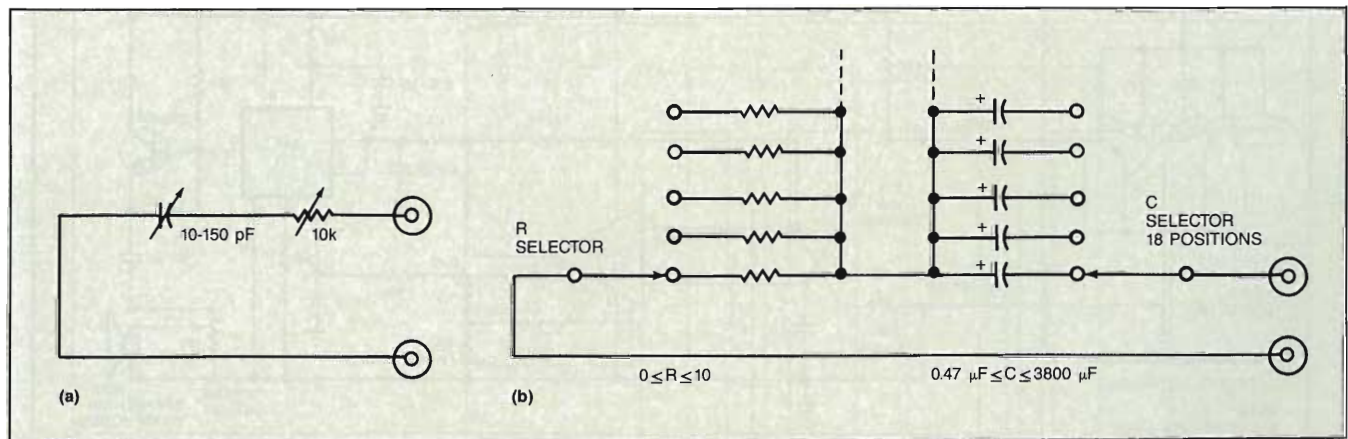 10-150 pF
10k
(a)
R
SELECTOR
+
+
+
+
+
C
SELECTOR
18 POSITIONS
0≤R≤10
0.47 µF≤C≤3800 µF
(b)